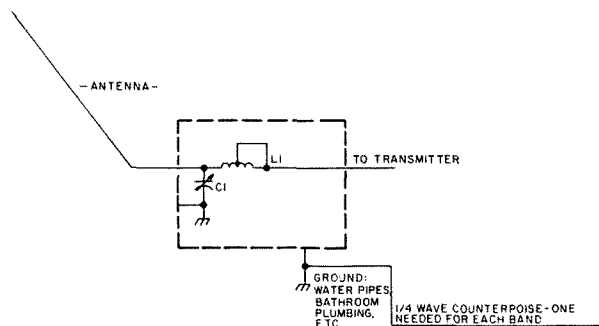 -ANTENNA-
L1
TO TRANSMITTER
C1
GROUND:
WATER PIPES,
BATHROOM
PLUMBING,
ETC
1/4 WAVE COUNTERPOISE-ONE
NEEDED FOR EACH BAND